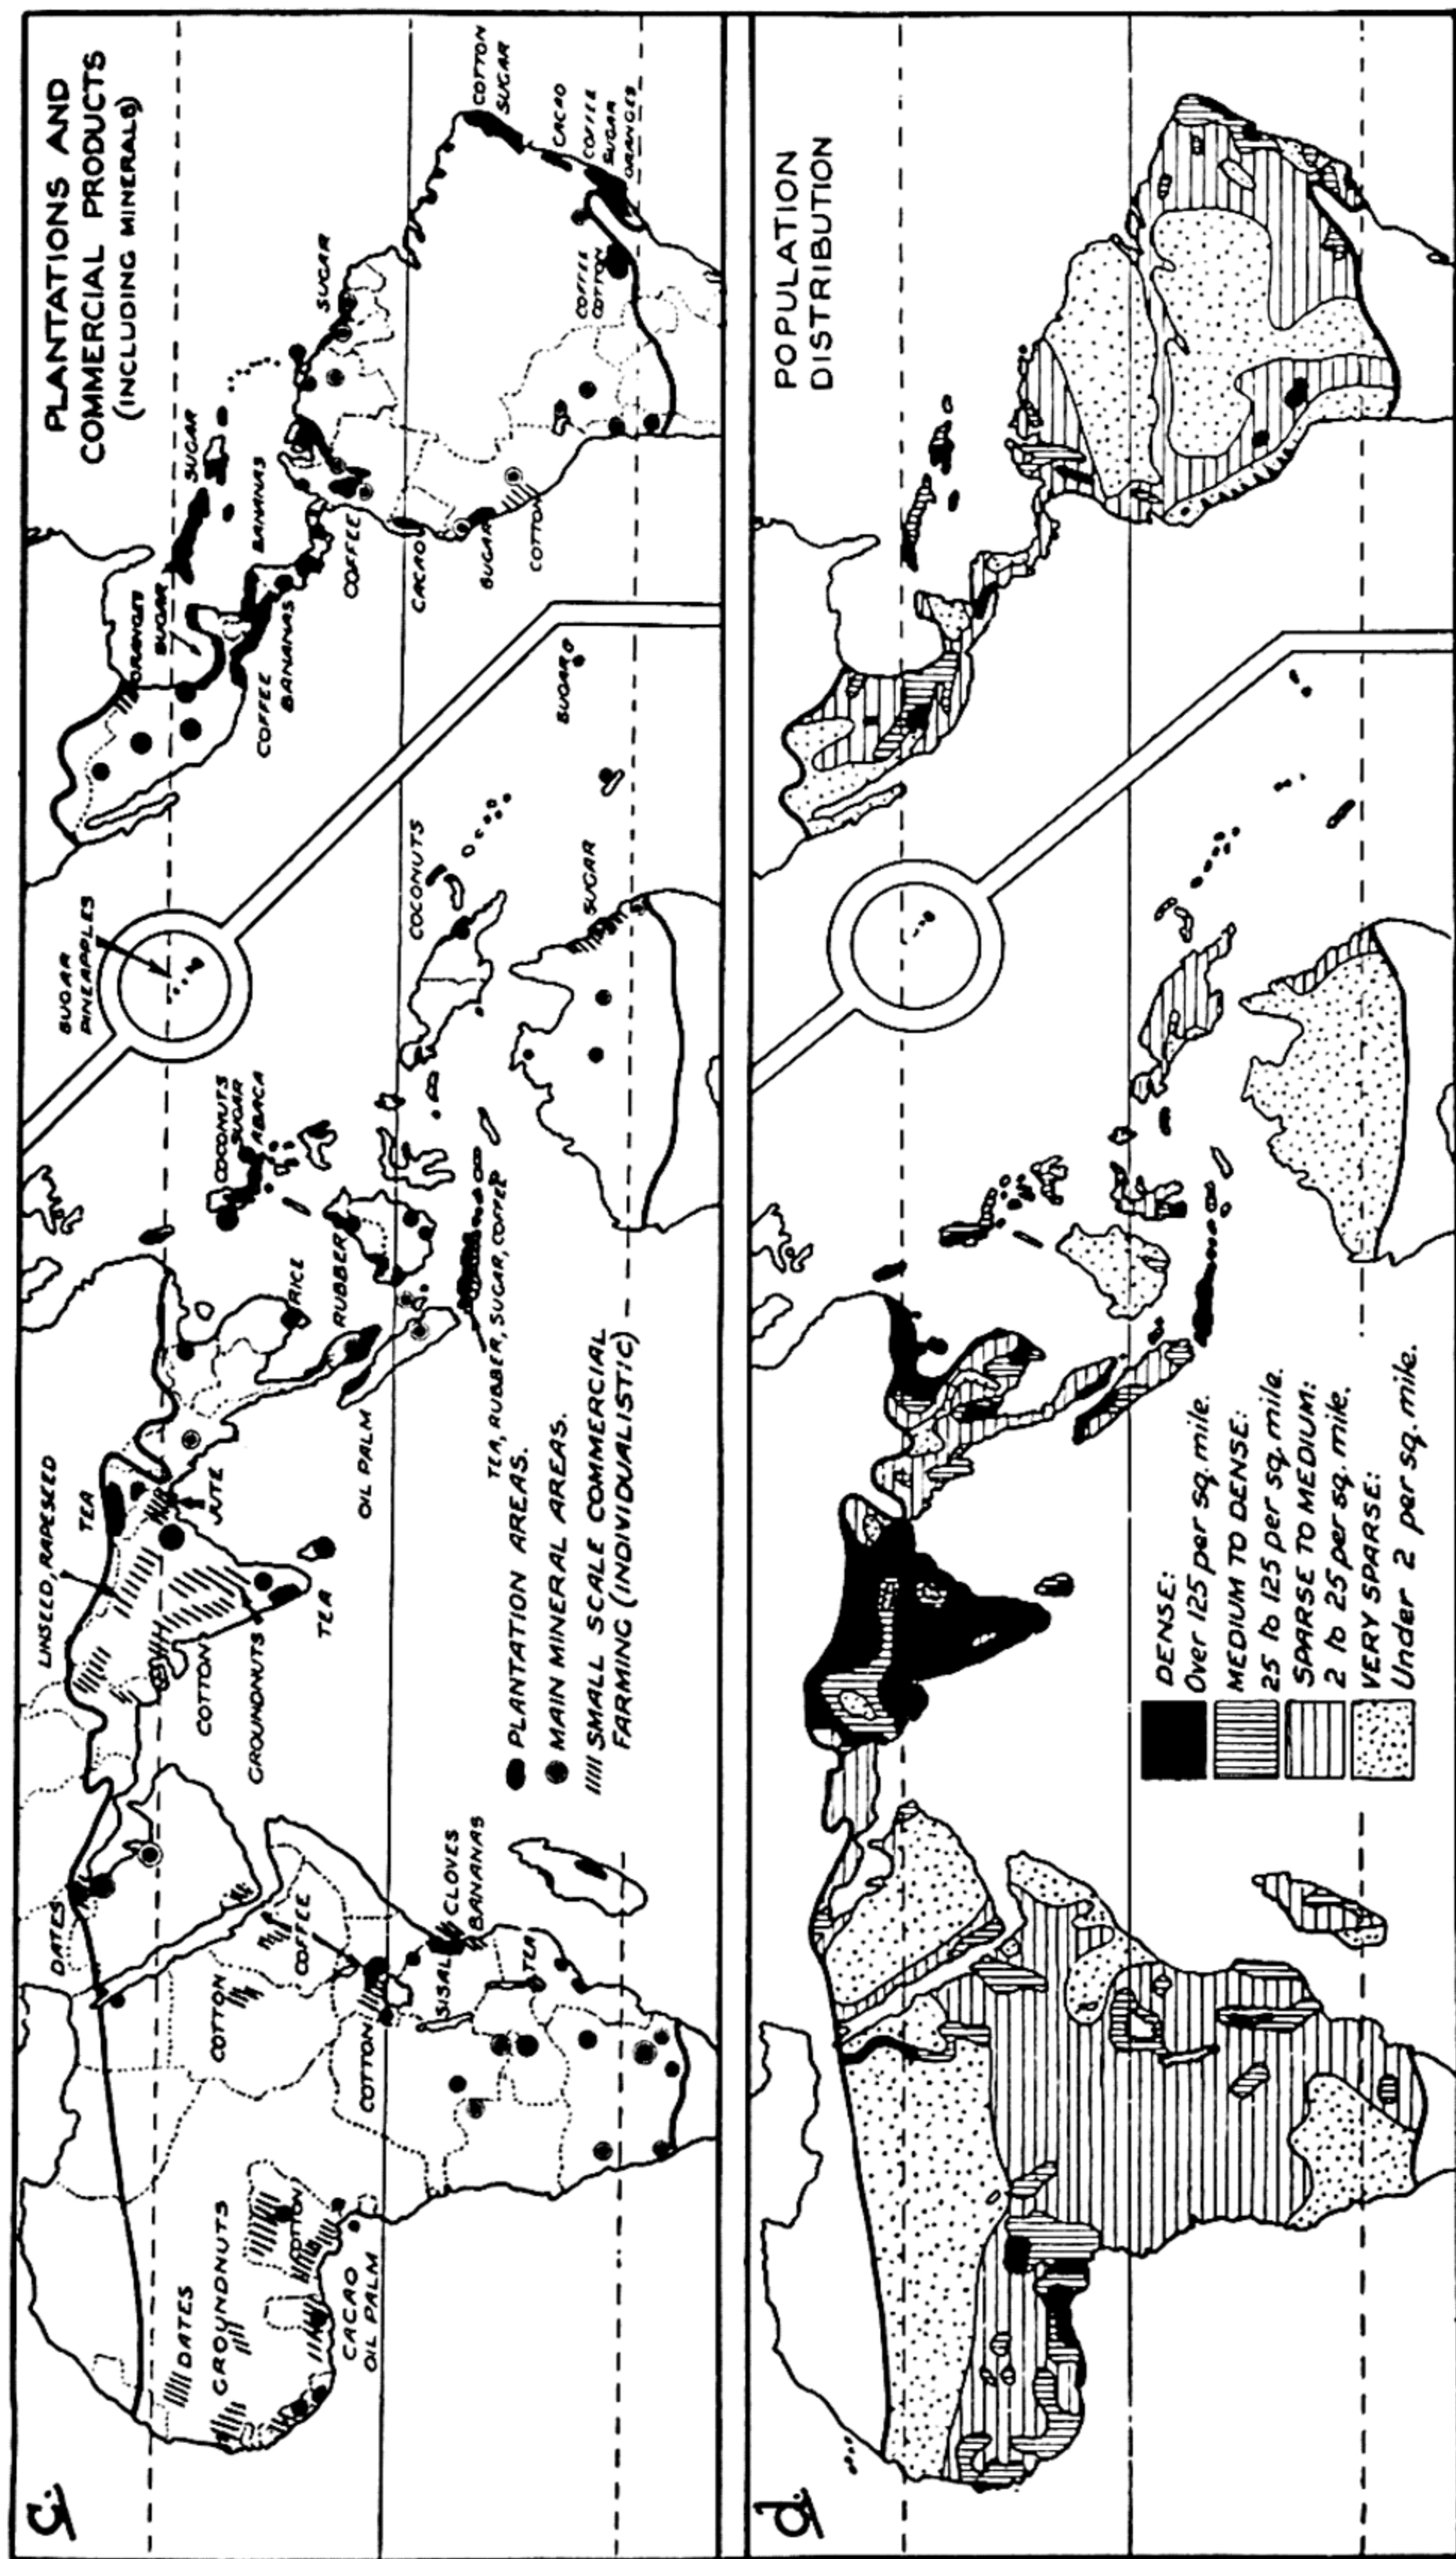 c.
PLANTATIONS AND
COMMERCIAL PRODUCTS
(INCLUDING MINERALS)
DATES
GROUNDNUTS
COTTON
CACAO
OIL PALM
DATES
COTTON
COFFEE
COTTON
SISAL
CLOVES
BANANAS
TEA
LINSEED, RAPESEED
TEA
JUTE
COTTON
GROUNDNUTS
TEA
OIL PALM
RICE
RUBBER
COCONUTS
SUGAR
ABACA
TEA, RUBBER, SUGAR, COFFEE
SUGAR
PINEAPPLES
COCONUTS
SUGAR
SUGAR
ORANGES
SUGAR
COFFEE
BANANAS
SUGAR
BANANAS
COFFEE
CACAO
SUGAR
COTTON
SUGAR
COTTON
SUGAR
CACAO
COFFEE
SUGAR
ORANGES
COFFEE
COTTON
PLANTATION AREAS.
MAIN MINERAL AREAS.
SMALL SCALE COMMERCIAL
FARMING (INDIVIDUALISTIC)
d.
POPULATION
DISTRIBUTION
DENSE:
Over 125 per sq. mile.
MEDIUM TO DENSE:
25 to 125 per sq. mile.
SPARSE TO MEDIUM:
2 to 25 per sq. mile.
VERY SPARSE:
Under 2 per sq. mile.